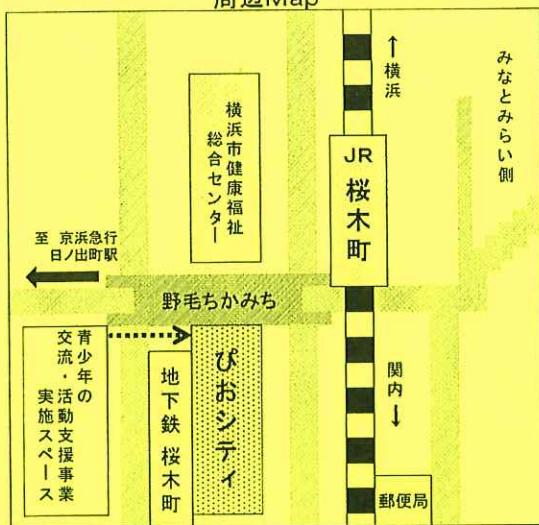 周辺Map
↑横浜
みなとみらい側
横浜市健康福祉
総合センター
JR 桜木町
至 京浜急行
日ノ出町駅
野毛ちかみち
青少年の
交流・活動支援事業
実施スペース
地下鉄 桜木町
ぴおシティ
関内↓
郵便局